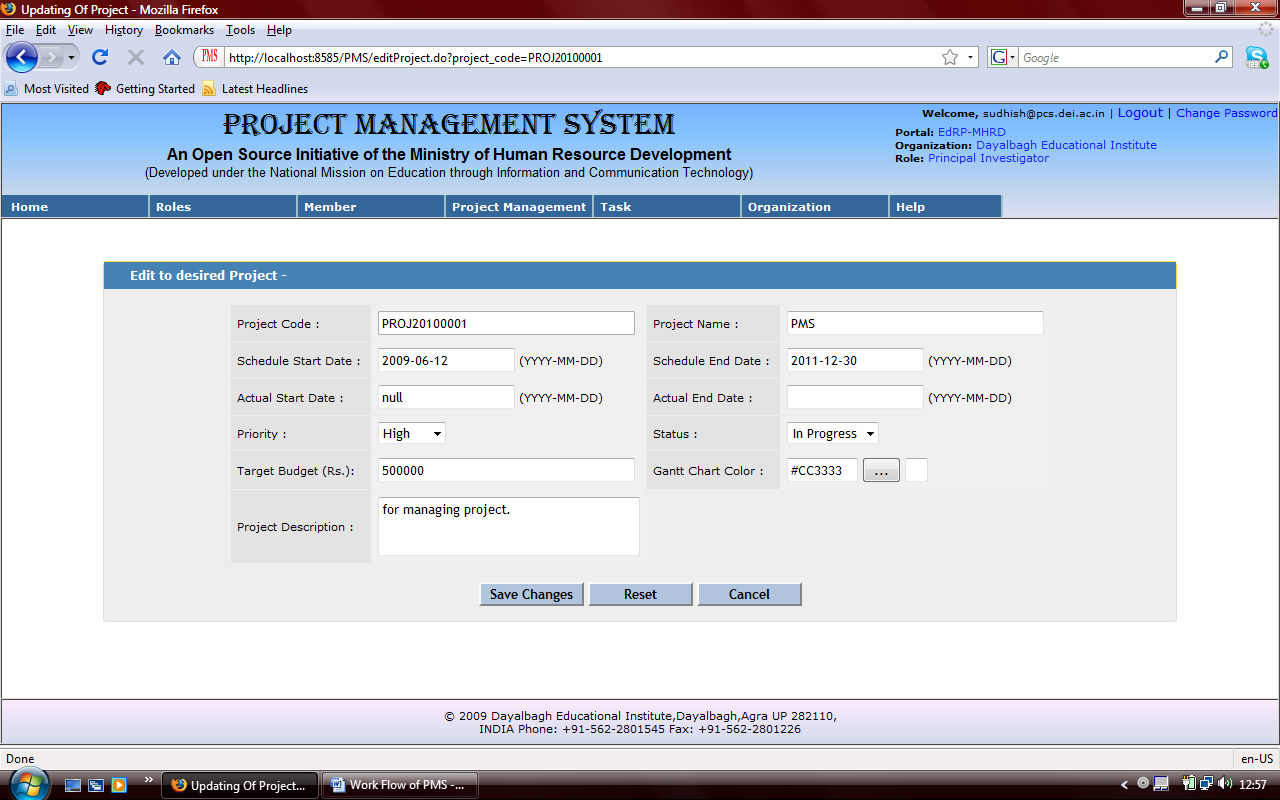 Updating Of Project - Mozilla Firefox
File Edit View History Bookmarks Tools Help
PMS http://localhost:8585/PMS/editProject.do?project_code=PROJ20100001 G Google
Most Visited Getting Started Latest Headlines
PROJECT MANAGEMENT SYSTEM
An Open Source Initiative of the Ministry of Human Resource Development
(Developed under the National Mission on Education through Information and Communication Technology)
Welcome, sudhish@pcs.dei.ac.in | Logout | Change Password
Portal: EdRP-MHRD
Organization: Dayalbagh Educational Institute
Role: Principal Investigator
Home Roles Member Project Management Task Organization Help
Edit to desired Project -
Project Code : PROJ20100001 Project Name : PMS
Schedule Start Date : 2009-06-12 (YYYY-MM-DD) Schedule End Date : 2011-12-30 (YYYY-MM-DD)
Actual Start Date : null (YYYY-MM-DD) Actual End Date : (YYYY-MM-DD)
Priority : High Status : In Progress
Target Budget (Rs.): 500000 Gantt Chart Color : #CC3333 ...
Project Description : for managing project.
Save Changes Reset Cancel
© 2009 Dayalbagh Educational Institute,Dayalbagh,Agra UP 282110,
INDIA Phone: +91-562-2801545 Fax: +91-562-2801226
Done en-US
» Updating Of Project... Work Flow of PMS -... < 12:57